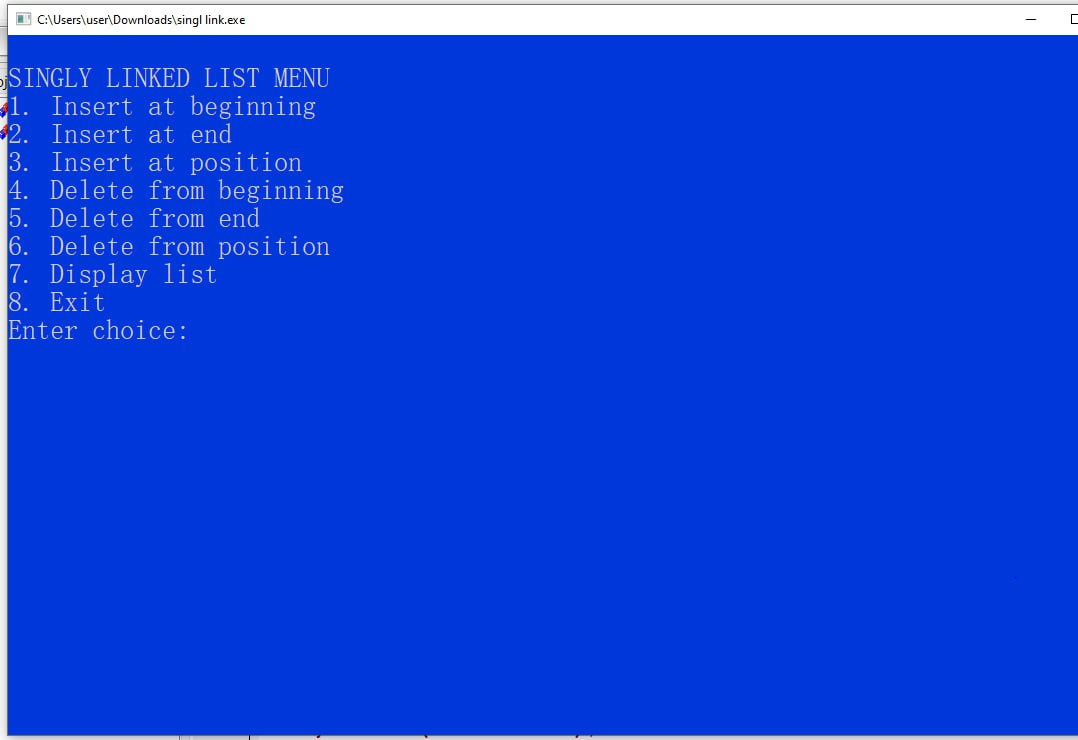 C:\Users\user\Downloads\singl link.exe
SINGLY LINKED LIST MENU
1. Insert at beginning
2. Insert at end
3. Insert at position
4. Delete from beginning
5. Delete from end
6. Delete from position
7. Display list
8. Exit
Enter choice: